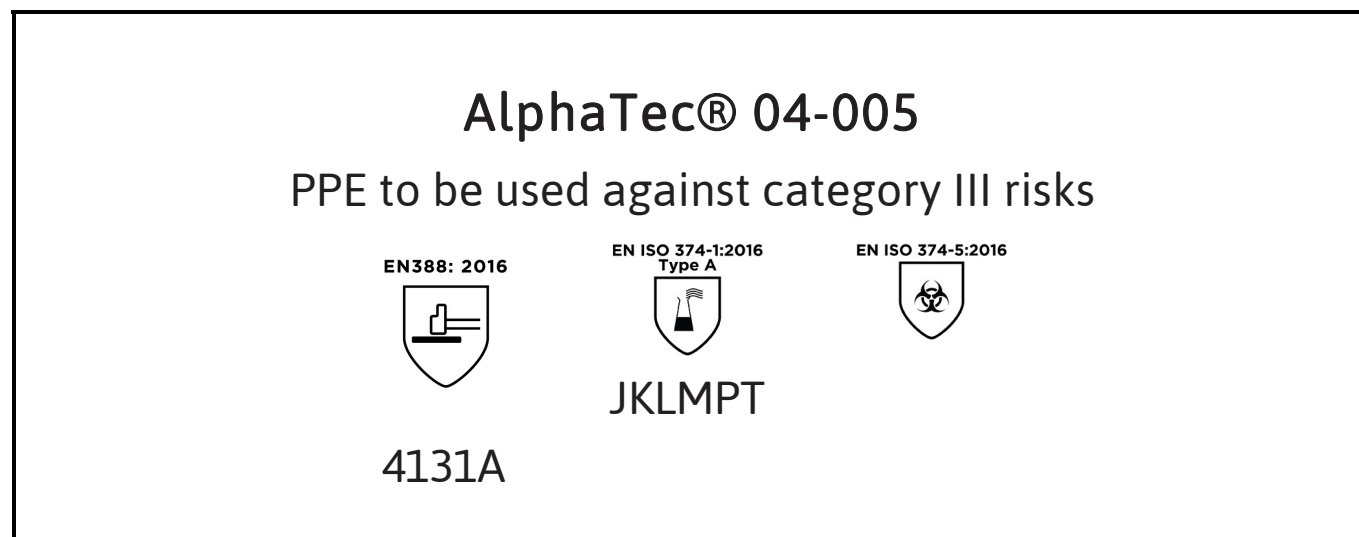 AlphaTec® 04-005
PPE to be used against category III risks
EN388: 2016
4131A
EN ISO 374-1:2016
Type A
JKLMPT
EN ISO 374-5:2016